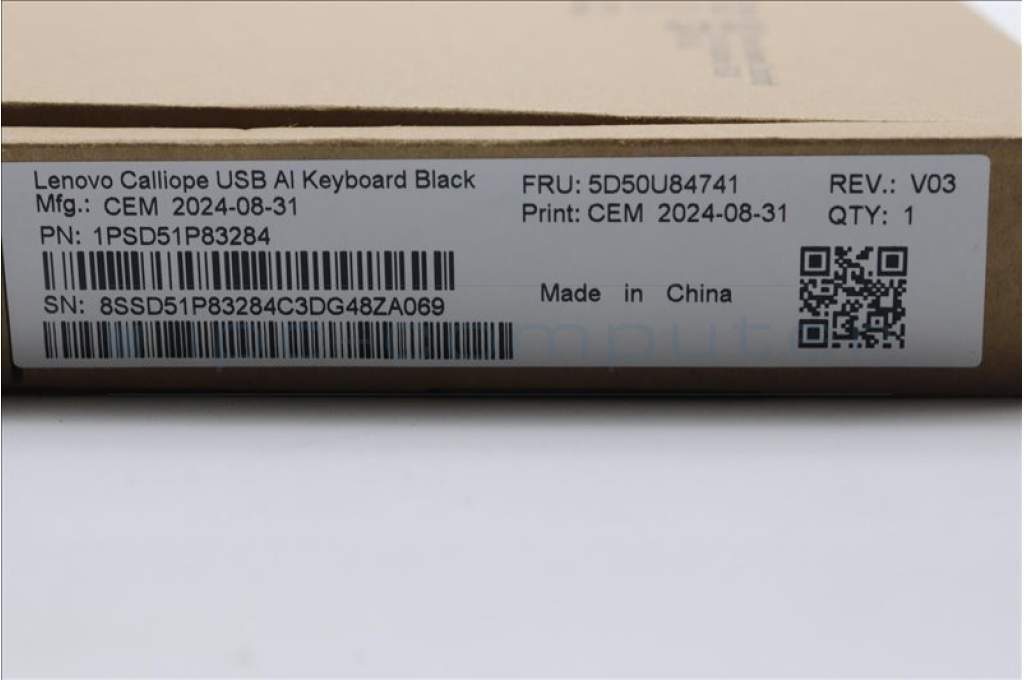 Lenovo Calliope USB AI Keyboard Black
Mfg.: CEM 2024-08-31
PN: 1PSD51P83284
SN: 8SSD51P83284C3DG48ZA069
FRU: 5D50U84741
Print: CEM 2024-08-31
Made in China
REV.: V03
QTY: 1